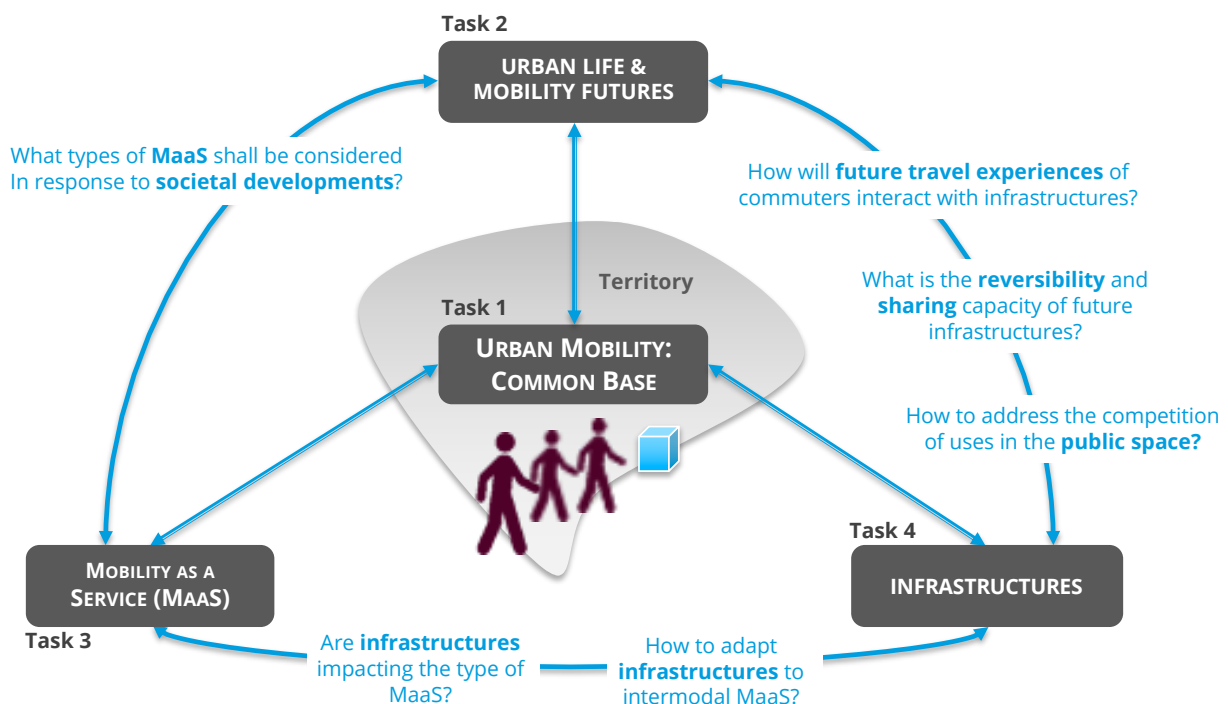 Task 2
URBAN LIFE &
MOBILITY FUTURES
What types of MaaS shall be considered
In response to societal developments?
How will future travel experiences of
commuters interact with infrastructures?
Territory
What is the reversibility and
sharing capacity of future
infrastructures?
Task 1
URBAN MOBILITY:
COMMON BASE
How to address the competition
of uses in the public space?
Task 4
INFRASTRUCTURES
MOBILITY AS A
SERVICE (MAAS)
Task 3
Are infrastructures
impacting the type of
MaaS?
How to adapt
infrastructures to
intermodal MaaS?